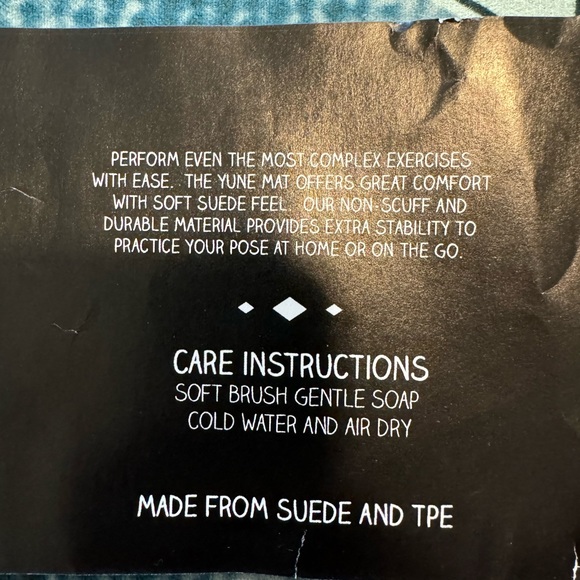 PERFORM EVEN THE MOST COMPLEX EXERCISES
WITH EASE. THE YUNE MAT OFFERS GREAT COMFORT
WITH SOFT SUEDE FEEL. OUR NON-SCUFF AND
DURABLE MATERIAL PROVIDES EXTRA STABILITY TO
PRACTICE YOUR POSE AT HOME OR ON THE GO.
CARE INSTRUCTIONS
SOFT BRUSH GENTLE SOAP
COLD WATER AND AIR DRY
MADE FROM SUEDE AND TPE